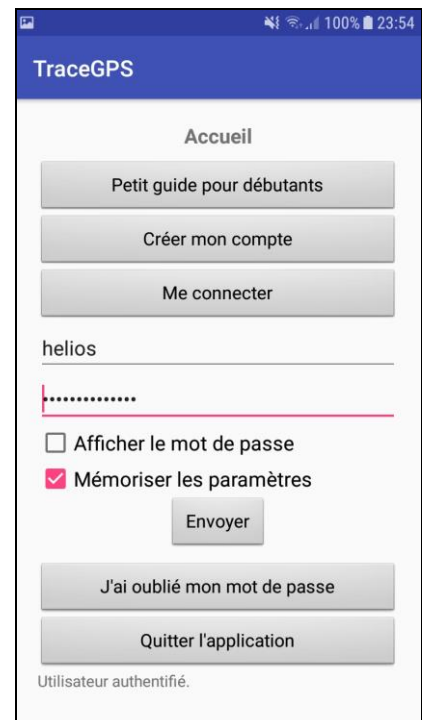 100% 23:54
TraceGPS
Accueil
Petit guide pour débutants
Créer mon compte
Me connecter
helios
••••••••••••••
Afficher le mot de passe
Mémoriser les paramètres
Envoyer
J'ai oublié mon mot de passe
Quitter l'application
Utilisateur authentifié.